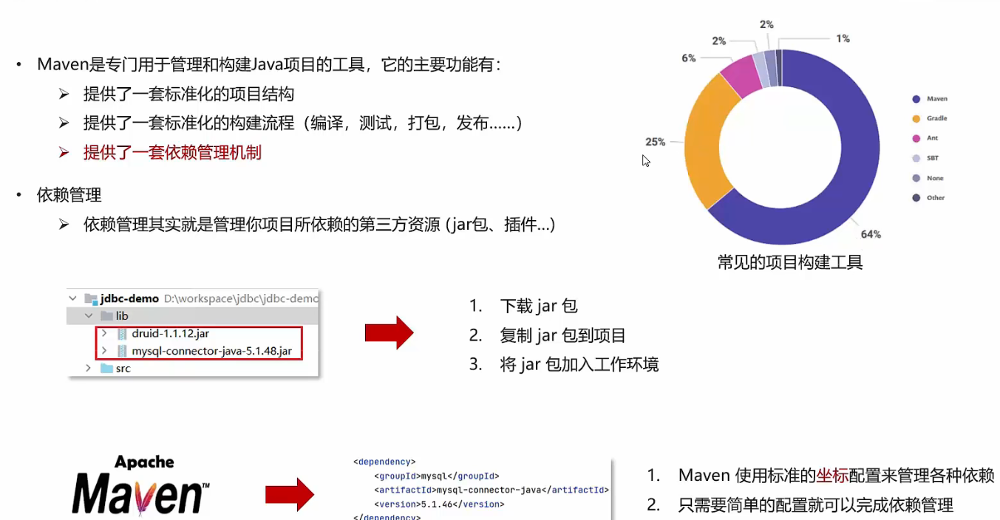 • Maven是专门用于管理和构建Java项目的工具，它的主要功能有：
➢ 提供了一套标准化的项目结构
➢ 提供了一套标准化的构建流程（编译，测试，打包，发布……）
➢ 提供了一套依赖管理机制
• 依赖管理
➢ 依赖管理其实就是管理你项目所依赖的第三方资源 (jar包、插件…)
2%
2%
1%
6%
25%
64%
Maven
Gradle
Ant
SBT
None
Other
常见的项目构建工具
jdbc-demo D:\workspace\jdbc\jdbc-demo
lib
druid-1.1.12.jar
mysql-connector-java-5.1.48.jar
src
1. 下载 jar 包
2. 复制 jar 包到项目
3. 将 jar 包加入工作环境
Apache
Maven™
<dependency>
<groupId>mysql</groupId>
<artifactId>mysql-connector-java</artifactId>
<version>5.1.46</version>
</dependency>
1. Maven 使用标准的坐标配置来管理各种依赖
2. 只需要简单的配置就可以完成依赖管理